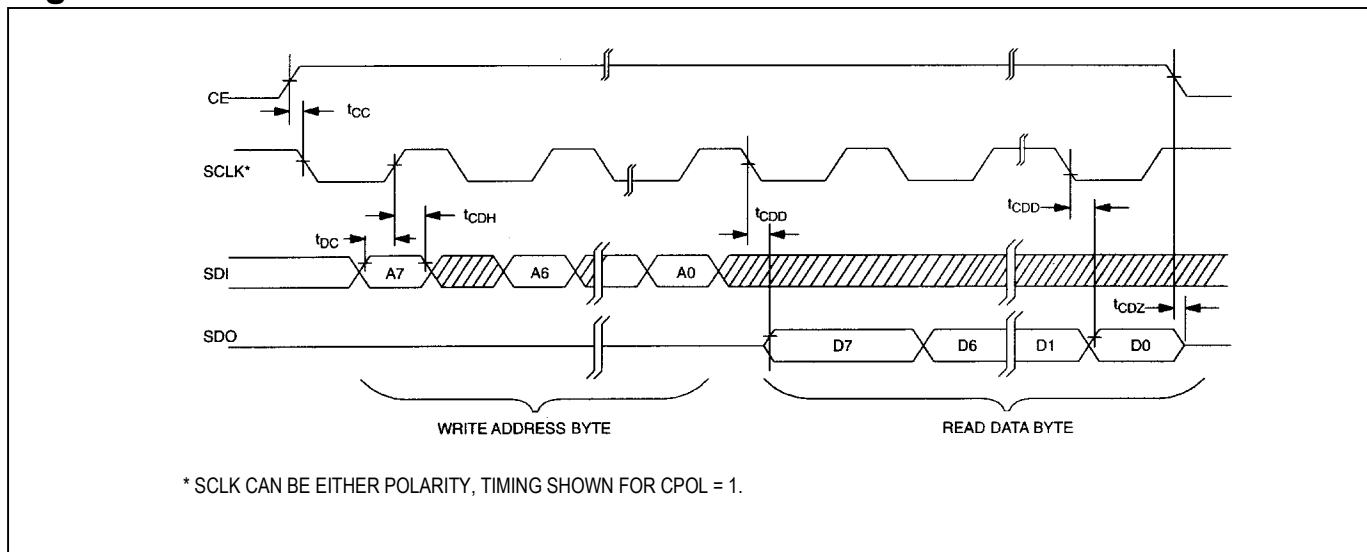 CE
tCC
SCLK*
tCDH
tCDD
tCDD
tDC
SDI
A7
A6
A0
tCDZ
SDO
D7
D6
D1
D0
WRITE ADDRESS BYTE
READ DATA BYTE
* SCLK CAN BE EITHER POLARITY, TIMING SHOWN FOR CPOL = 1.